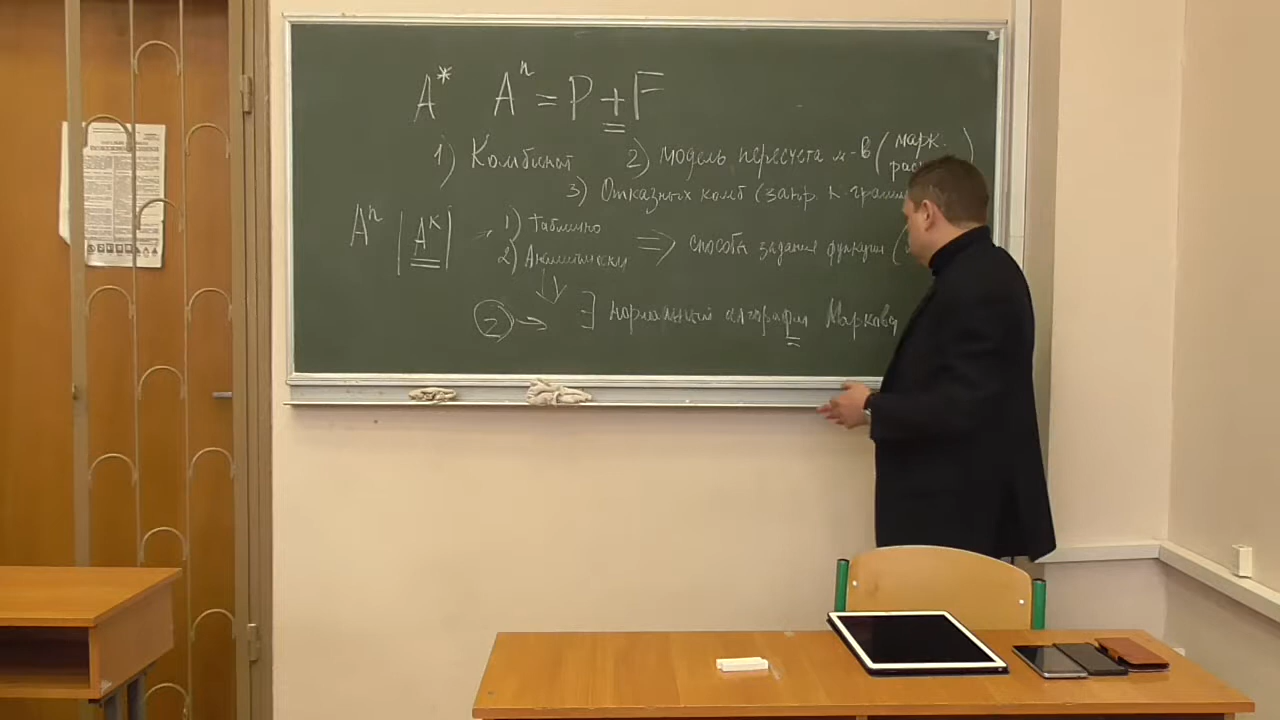 A* Aⁿ = P + F
1) Комбинат 2) модель пересчета м-в (марк.
3) Отказных комб (запр. к-грамм
Aⁿ |Aᴷ| 1) Таблично
2) Аналитически => способы задания функции (
2 → ∃ нормальный алгорифм Маркова